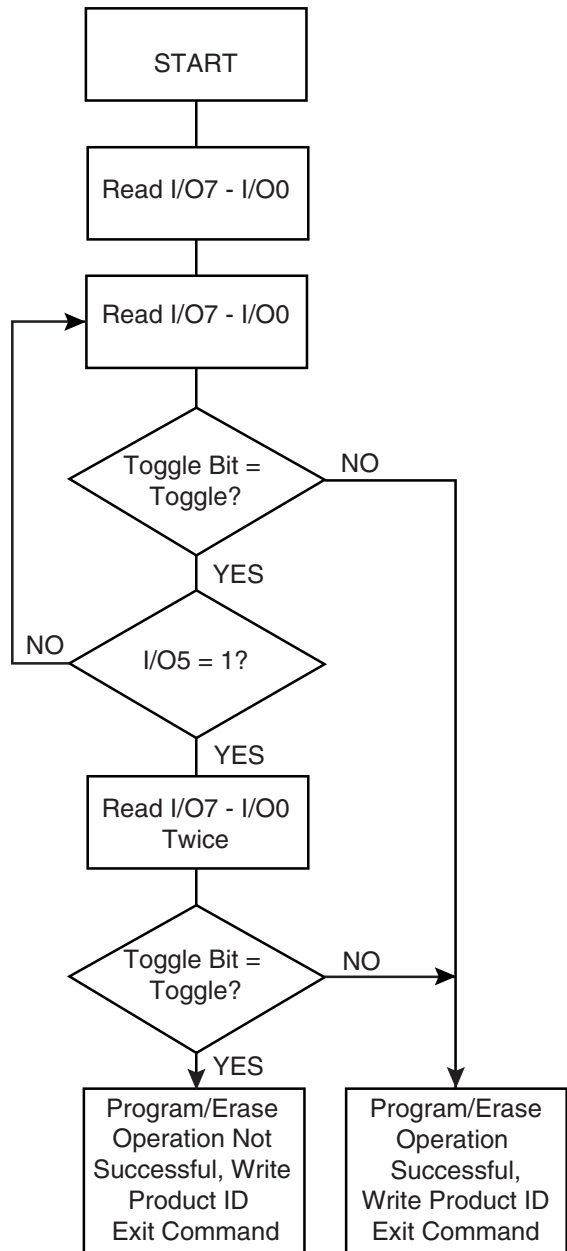 START
Read I/O7 - I/O0
Read I/O7 - I/O0
Toggle Bit =
Toggle?
NO
YES
NO
I/O5 = 1?
YES
Read I/O7 - I/O0
Twice
Toggle Bit =
Toggle?
NO
YES
Program/Erase
Operation Not
Successful, Write
Product ID
Exit Command
Program/Erase
Operation
Successful,
Write Product ID
Exit Command